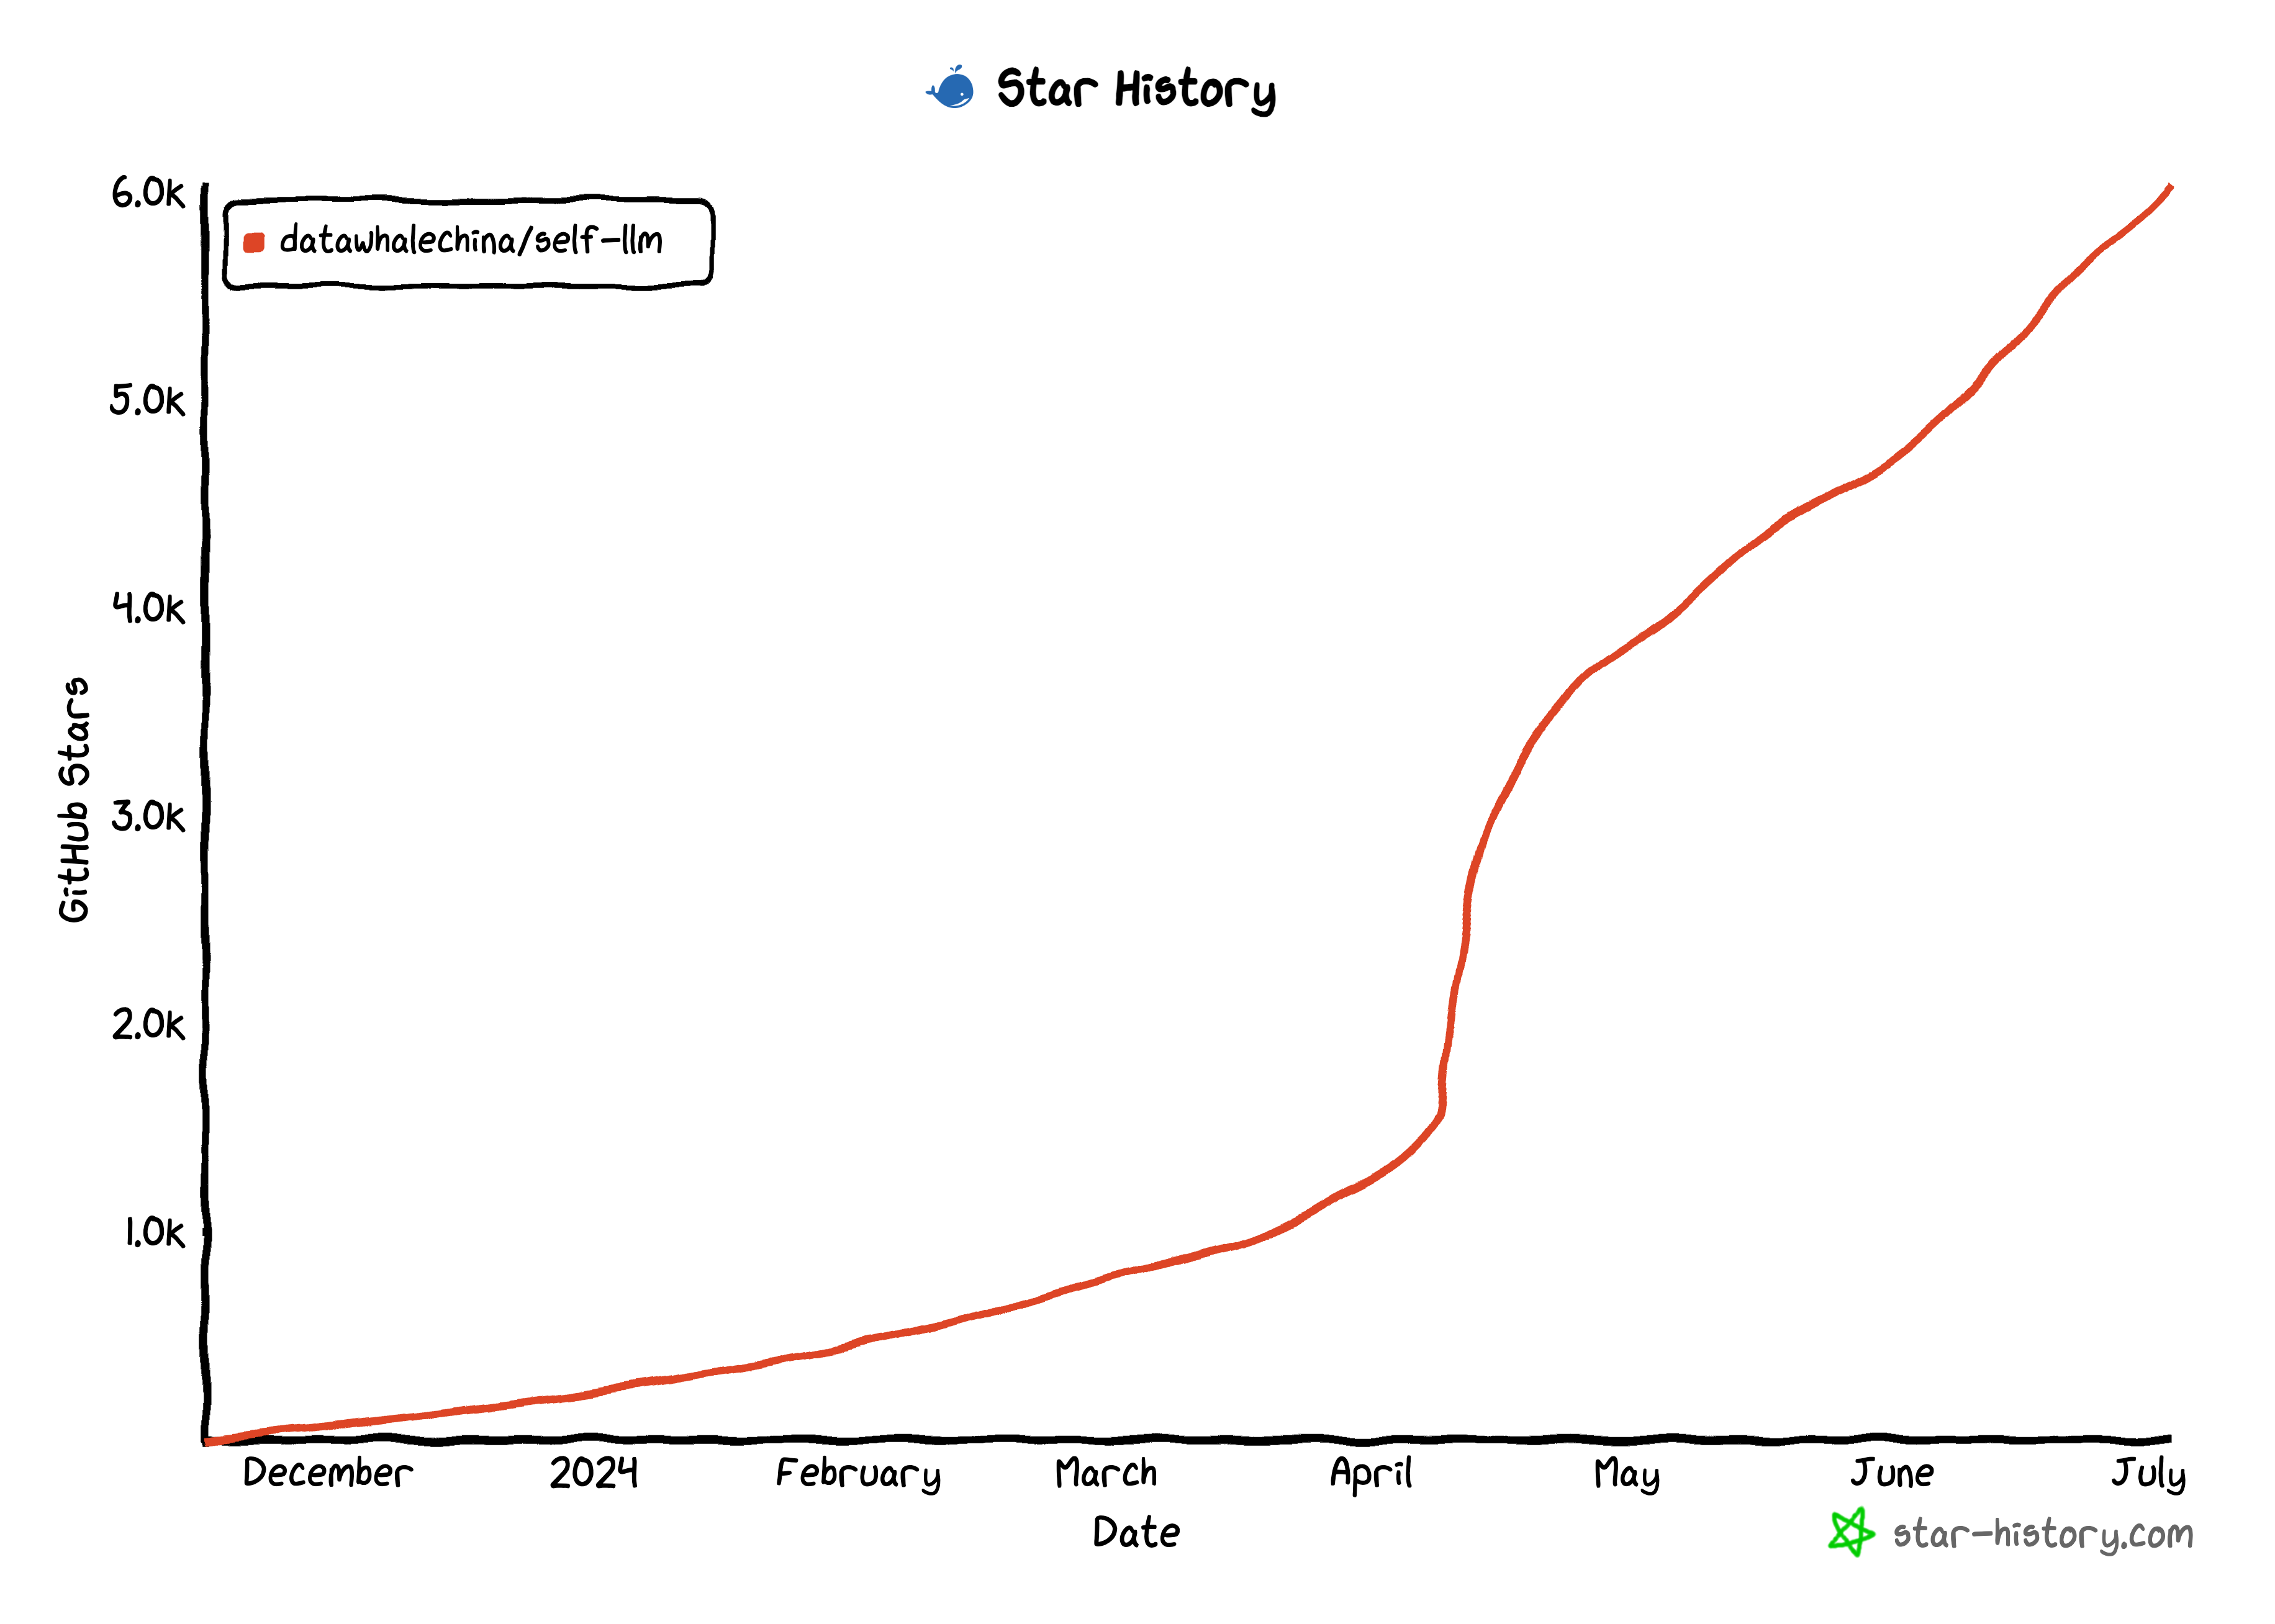 Star History
datawhalechina/self-llm
6.0K
5.0K
4.0K
3.0K
2.0K
1.0K
GitHub Stars
December 2024 February March April May June July
Date
star-history.com